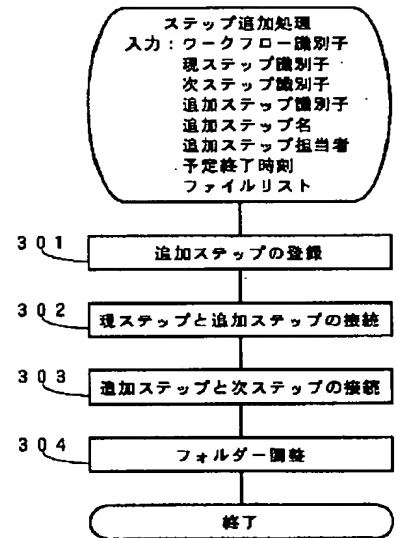 ステップ追加処理
入力：ワークフロー識別子
現ステップ識別子
次ステップ識別子
追加ステップ識別子
追加ステップ名
追加ステップ担当者
予定終了時刻
ファイルリスト
301
追加ステップの登録
302
現ステップと追加ステップの接続
303
追加ステップと次ステップの接続
304
フォルダー調整
終了